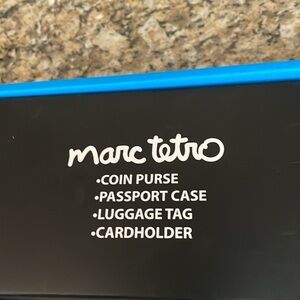 marc tetro
•COIN PURSE
•PASSPORT CASE
•LUGGAGE TAG
•CARDHOLDER